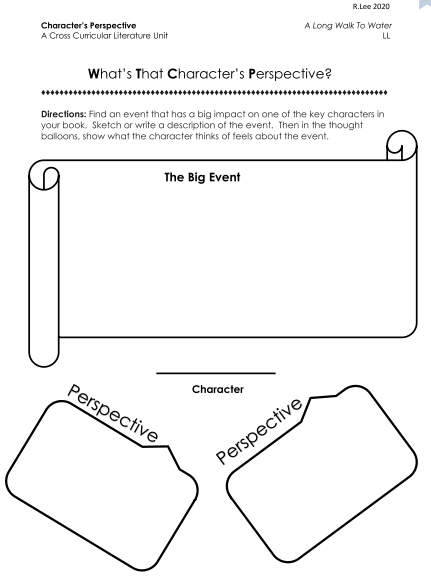 R.Lee 2020
Character's Perspective
A Long Walk To Water
A Cross Curricular Literature Unit
LL
What's That Character's Perspective?
Directions: Find an event that has a big impact on one of the key characters in
your book. Sketch or write a description of the event. Then in the thought
balloons, show what the character thinks of feels about the event.
The Big Event
Character
Perspective
Perspective